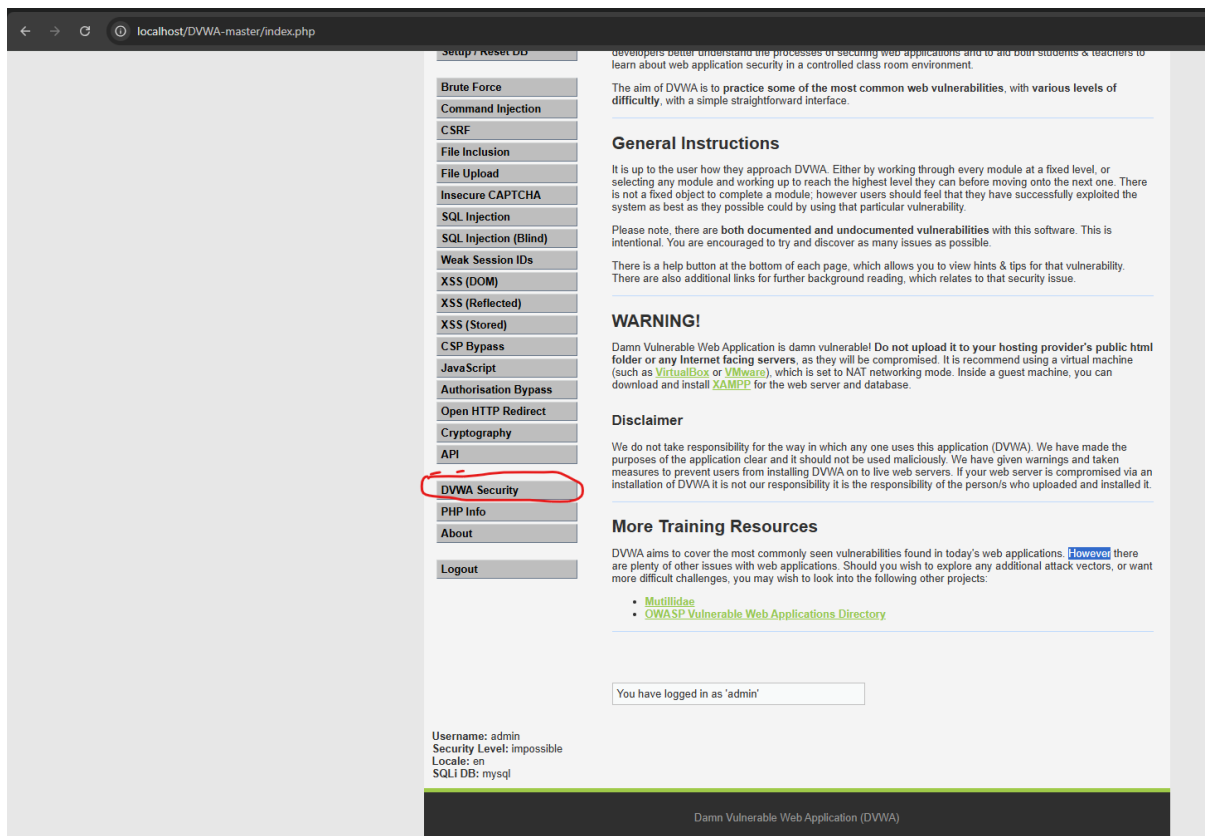 localhost/DVWA-master/index.php
Setup / Reset DB
Brute Force
Command Injection
CSRF
File Inclusion
File Upload
Insecure CAPTCHA
SQL Injection
SQL Injection (Blind)
Weak Session IDs
XSS (DOM)
XSS (Reflected)
XSS (Stored)
CSP Bypass
JavaScript
Authorisation Bypass
Open HTTP Redirect
Cryptography
API
DVWA Security
PHP Info
About
Logout
developers better understand the processes of securing web applications and to aid both students & teachers to
learn about web application security in a controlled class room environment.
The aim of DVWA is to practice some of the most common web vulnerabilities, with various levels of
difficultly, with a simple straightforward interface.
General Instructions
It is up to the user how they approach DVWA. Either by working through every module at a fixed level, or
selecting any module and working up to reach the highest level they can before moving onto the next one. There
is not a fixed object to complete a module; however users should feel that they have successfully exploited the
system as best as they possible could by using that particular vulnerability.
Please note, there are both documented and undocumented vulnerabilities with this software. This is
intentional. You are encouraged to try and discover as many issues as possible.
There is a help button at the bottom of each page, which allows you to view hints & tips for that vulnerability.
There are also additional links for further background reading, which relates to that security issue.
WARNING!
Damn Vulnerable Web Application is damn vulnerable! Do not upload it to your hosting provider's public html
folder or any Internet facing servers, as they will be compromised. It is recommend using a virtual machine
(such as VirtualBox or VMware), which is set to NAT networking mode. Inside a guest machine, you can
download and install XAMPP for the web server and database.
Disclaimer
We do not take responsibility for the way in which any one uses this application (DVWA). We have made the
purposes of the application clear and it should not be used maliciously. We have given warnings and taken
measures to prevent users from installing DVWA on to live web servers. If your web server is compromised via an
installation of DVWA it is not our responsibility it is the responsibility of the person/s who uploaded and installed it.
More Training Resources
DVWA aims to cover the most commonly seen vulnerabilities found in today's web applications. However there
are plenty of other issues with web applications. Should you wish to explore any additional attack vectors, or want
more difficult challenges, you may wish to look into the following other projects:
• Mutillidae
• OWASP Vulnerable Web Applications Directory
You have logged in as 'admin'
Username: admin
Security Level: impossible
Locale: en
SQLi DB: mysql
Damn Vulnerable Web Application (DVWA)